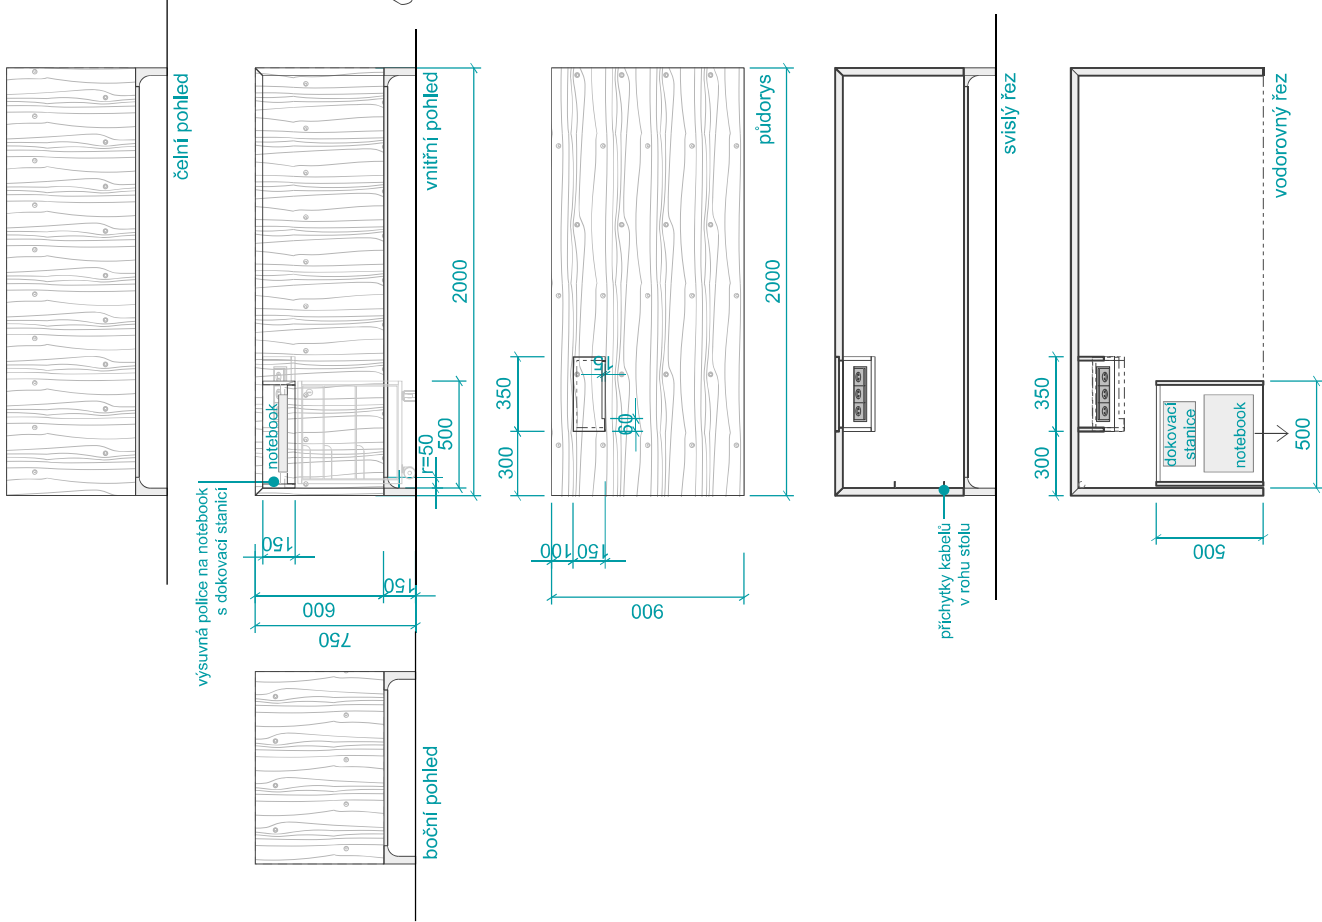 čelní pohled
vnitřní pohled
2000
notebook
500
r=50
výsuvná police na notebook
s dokovací stanicí
150
150
600
750
boční pohled
půdorys
2000
350
300
15
60
100
150
900
svislý řez
příchytky kabelů
v rohu stolu
vodorovný řez
350
300
dokovací
stanice
notebook
500
500